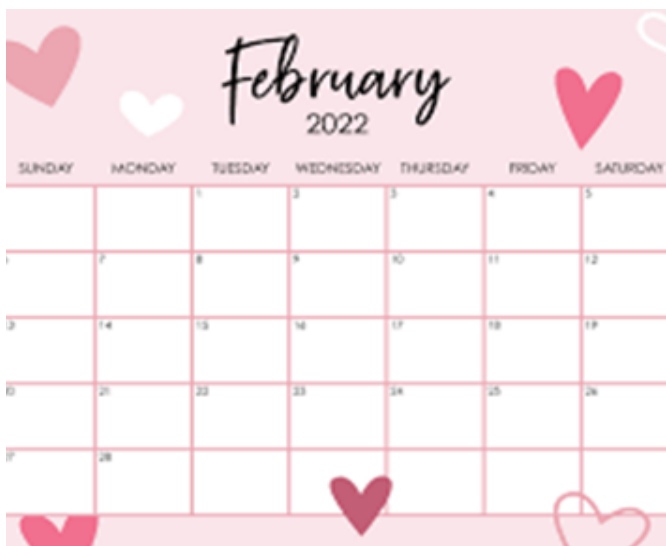 February
2022
SUNDAY MONDAY TUESDAY WEDNESDAY THURSDAY FRIDAY SATURDAY
1 2 3 4 5
7 8 9 10 11 12
14 15 16 17 18 19
21 22 23 24 25 26
28